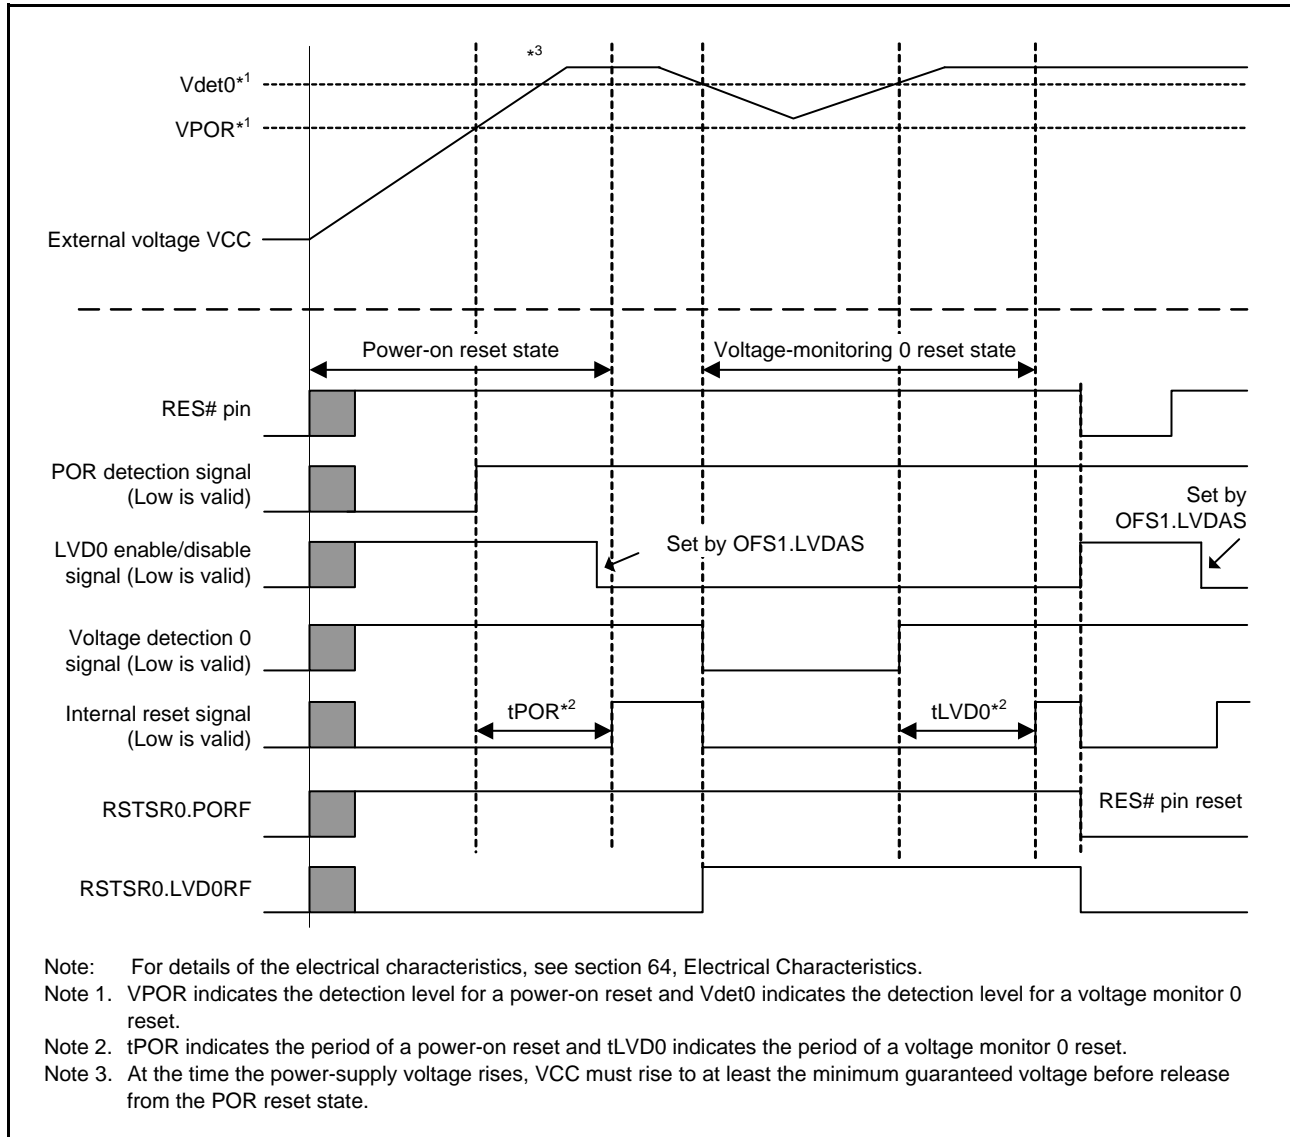 *3
Vdet0*1
VPOR*1
External voltage VCC
Power-on reset state
Voltage-monitoring 0 reset state
RES# pin
POR detection signal
(Low is valid)
Set by
OFS1.LVDAS
LVD0 enable/disable
signal (Low is valid)
Set by OFS1.LVDAS
Voltage detection 0
signal (Low is valid)
Internal reset signal
(Low is valid)
tPOR*2
tLVD0*2
RSTSR0.PORF
RES# pin reset
RSTSR0.LVD0RF
Note: For details of the electrical characteristics, see section 64, Electrical Characteristics.
Note 1. VPOR indicates the detection level for a power-on reset and Vdet0 indicates the detection level for a voltage monitor 0
reset.
Note 2. tPOR indicates the period of a power-on reset and tLVD0 indicates the period of a voltage monitor 0 reset.
Note 3. At the time the power-supply voltage rises, VCC must rise to at least the minimum guaranteed voltage before release
from the POR reset state.